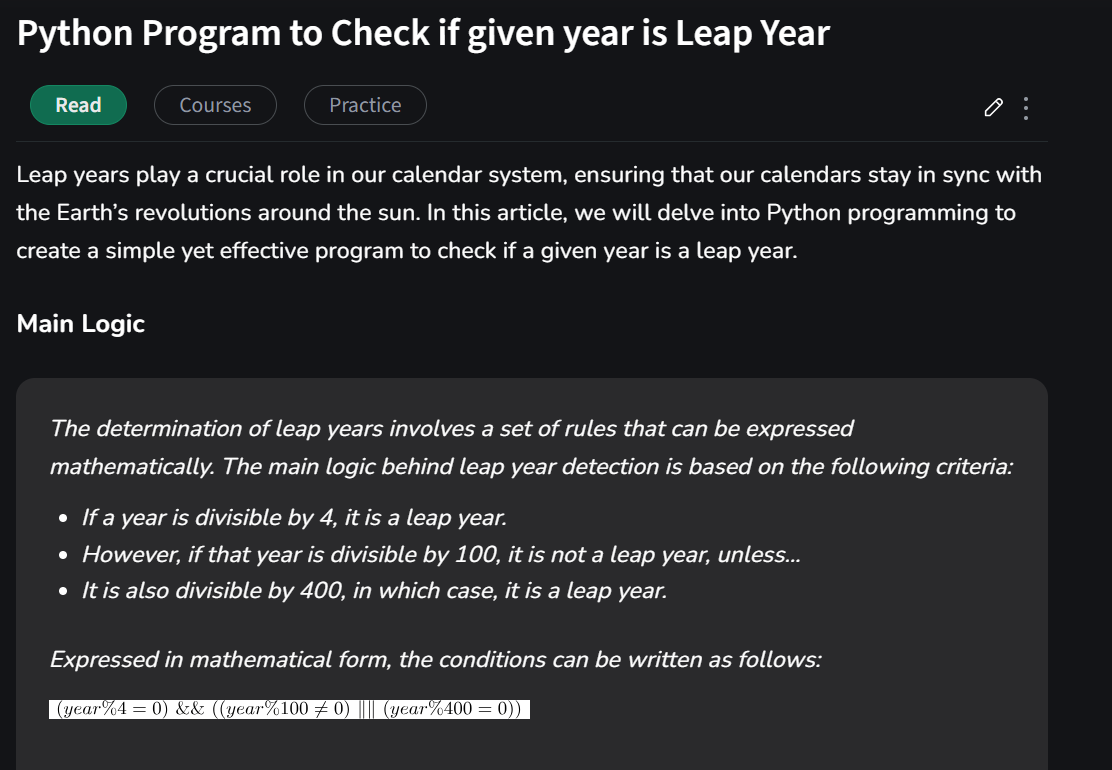 Python Program to Check if given year is Leap Year
Read Courses Practice
Leap years play a crucial role in our calendar system, ensuring that our calendars stay in sync with
the Earth’s revolutions around the sun. In this article, we will delve into Python programming to
create a simple yet effective program to check if a given year is a leap year.
Main Logic
The determination of leap years involves a set of rules that can be expressed
mathematically. The main logic behind leap year detection is based on the following criteria:
• If a year is divisible by 4, it is a leap year.
• However, if that year is divisible by 100, it is not a leap year, unless...
• It is also divisible by 400, in which case, it is a leap year.
Expressed in mathematical form, the conditions can be written as follows:
(year%4 = 0) && ((year%100 ≠ 0) ‖‖ (year%400 = 0))